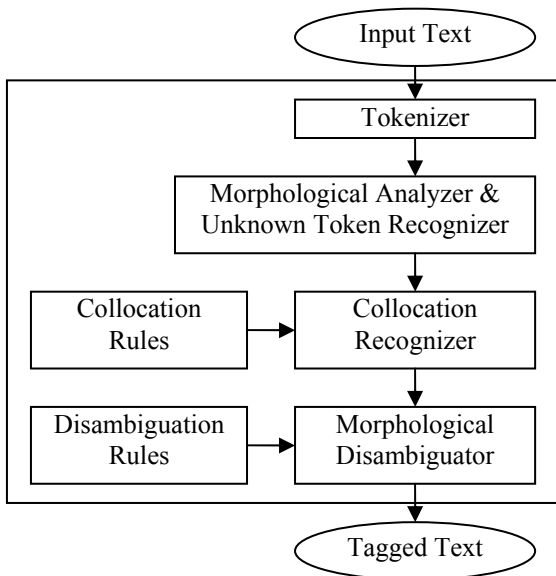 Input Text
Tokenizer
Morphological Analyzer &
Unknown Token Recognizer
Collocation
Rules
Collocation
Recognizer
Disambiguation
Rules
Morphological
Disambiguator
Tagged Text